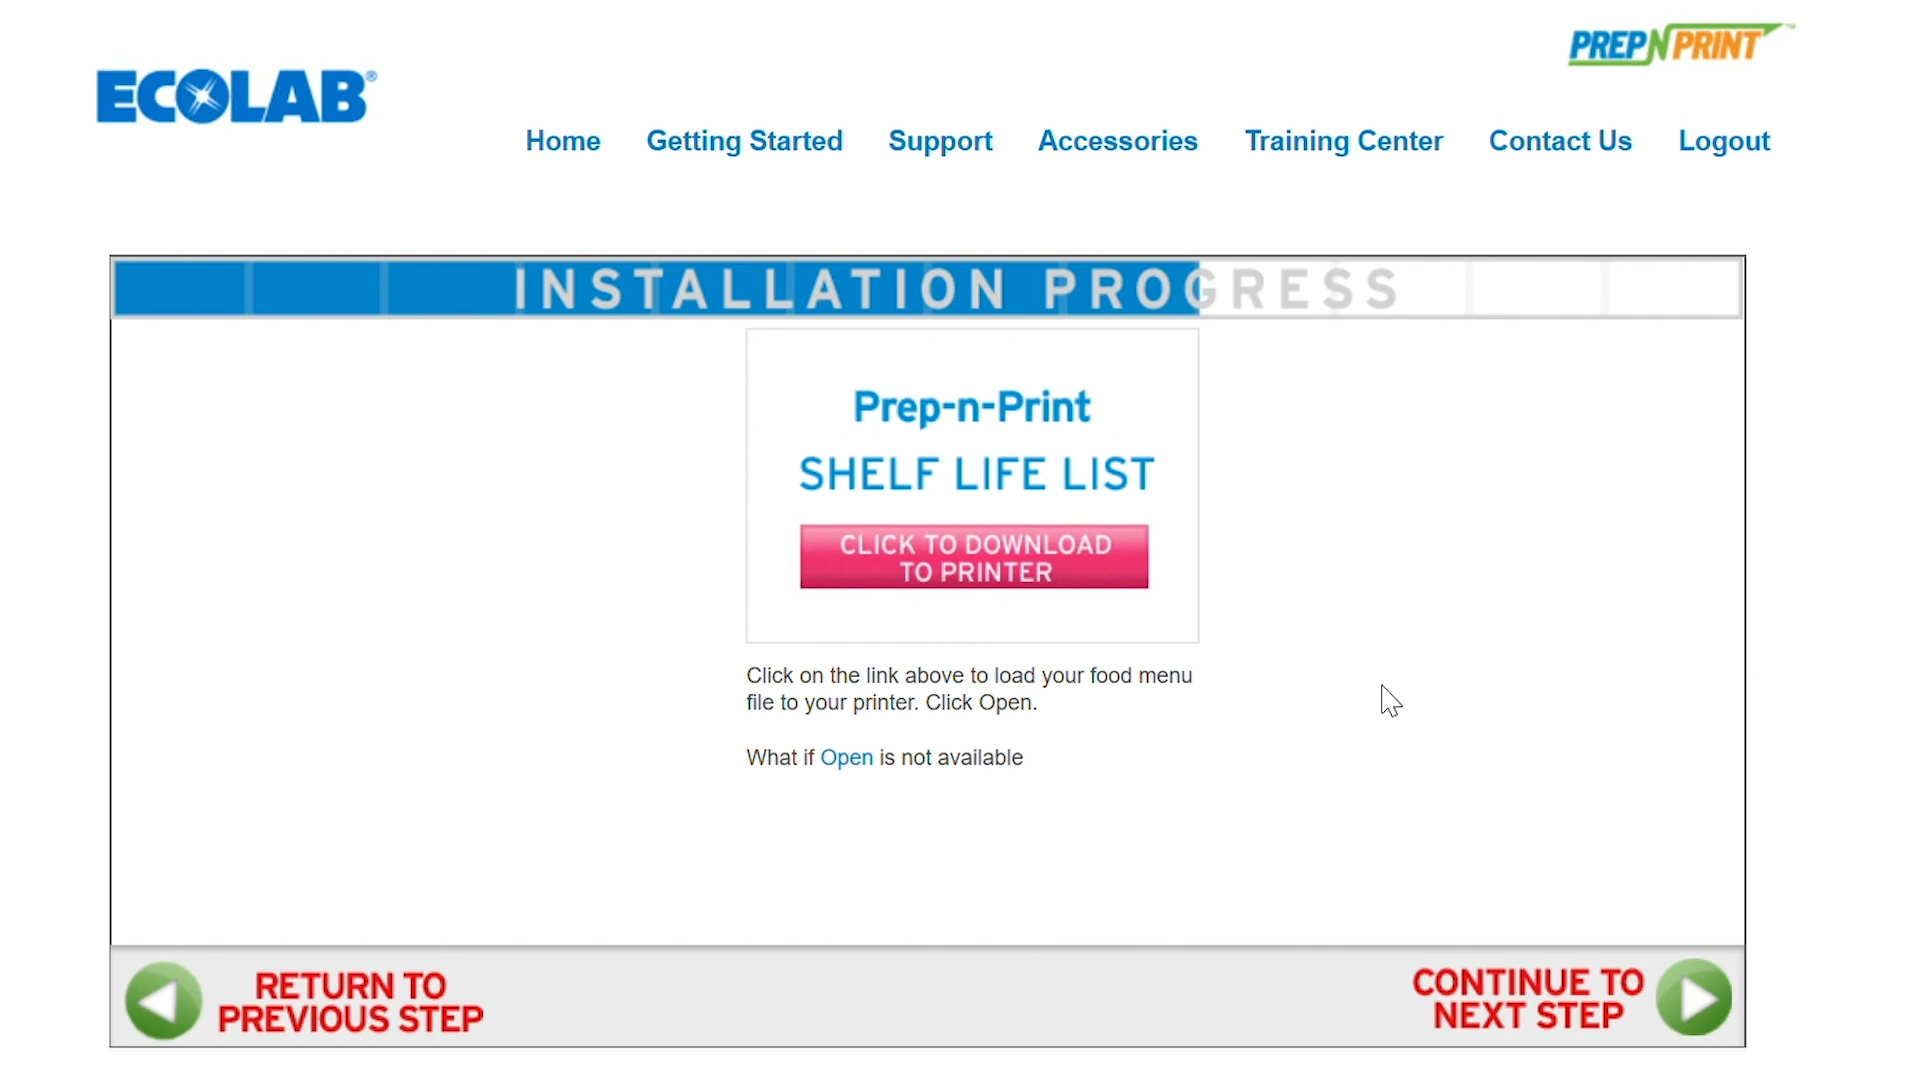 PREPNPRINT™
ECOLAB®
Home Getting Started Support Accessories Training Center Contact Us Logout
INSTALLATION PROGRESS
Prep-n-Print
SHELF LIFE LIST
CLICK TO DOWNLOAD
TO PRINTER
Click on the link above to load your food menu
file to your printer. Click Open.
What if Open is not available
RETURN TO
PREVIOUS STEP
CONTINUE TO
NEXT STEP